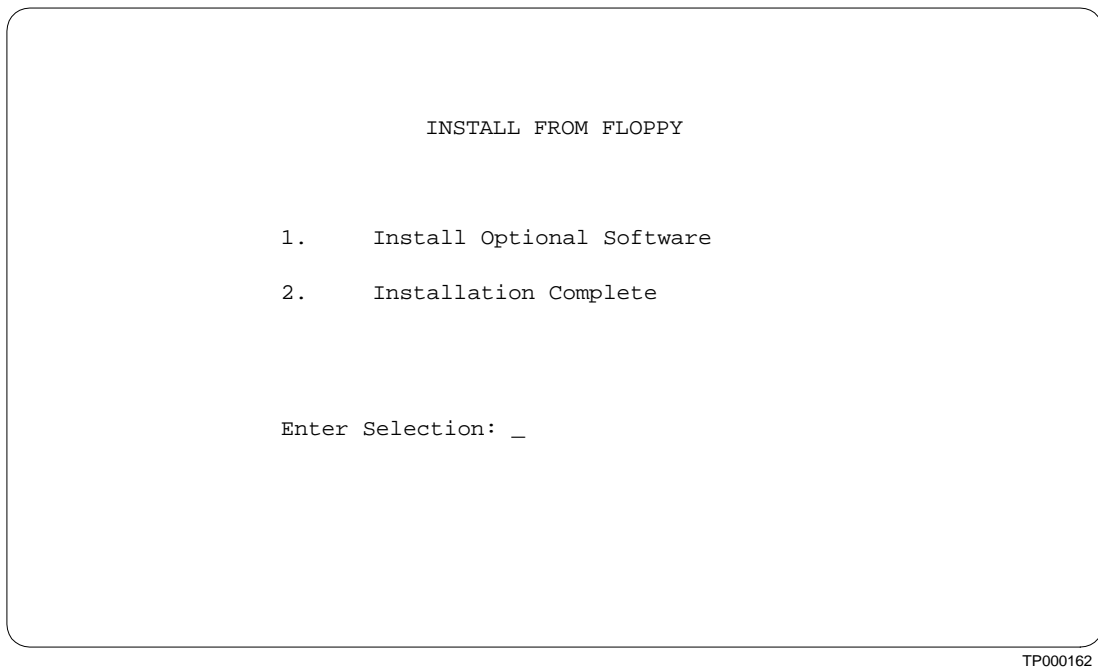 INSTALL FROM FLOPPY
1. Install Optional Software
2. Installation Complete
Enter Selection: _
TP000162